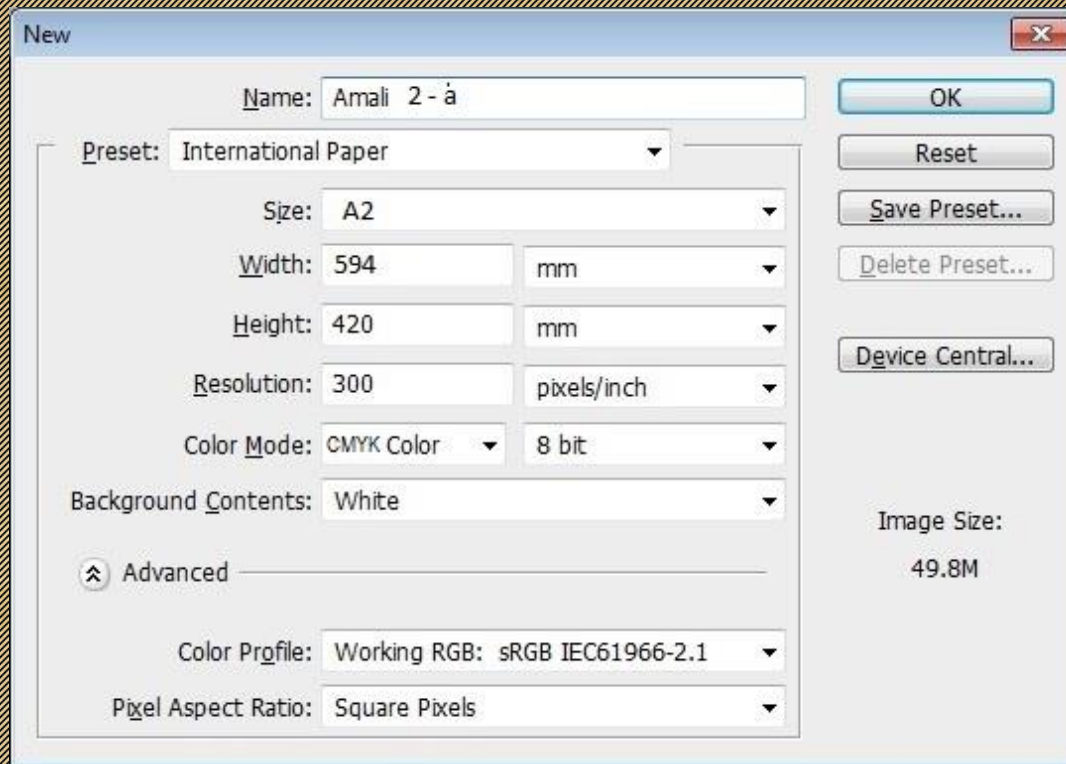 New
Name: Amali 2 - ȧ
OK
Preset: International Paper
Reset
Size: A2
Save Preset...
Width: 594 mm
Delete Preset...
Height: 420 mm
Device Central...
Resolution: 300 pixels/inch
Color Mode: CMYK Color 8 bit
Background Contents: White
Image Size:
Advanced
49.8M
Color Profile: Working RGB: sRGB IEC61966-2.1
Pixel Aspect Ratio: Square Pixels